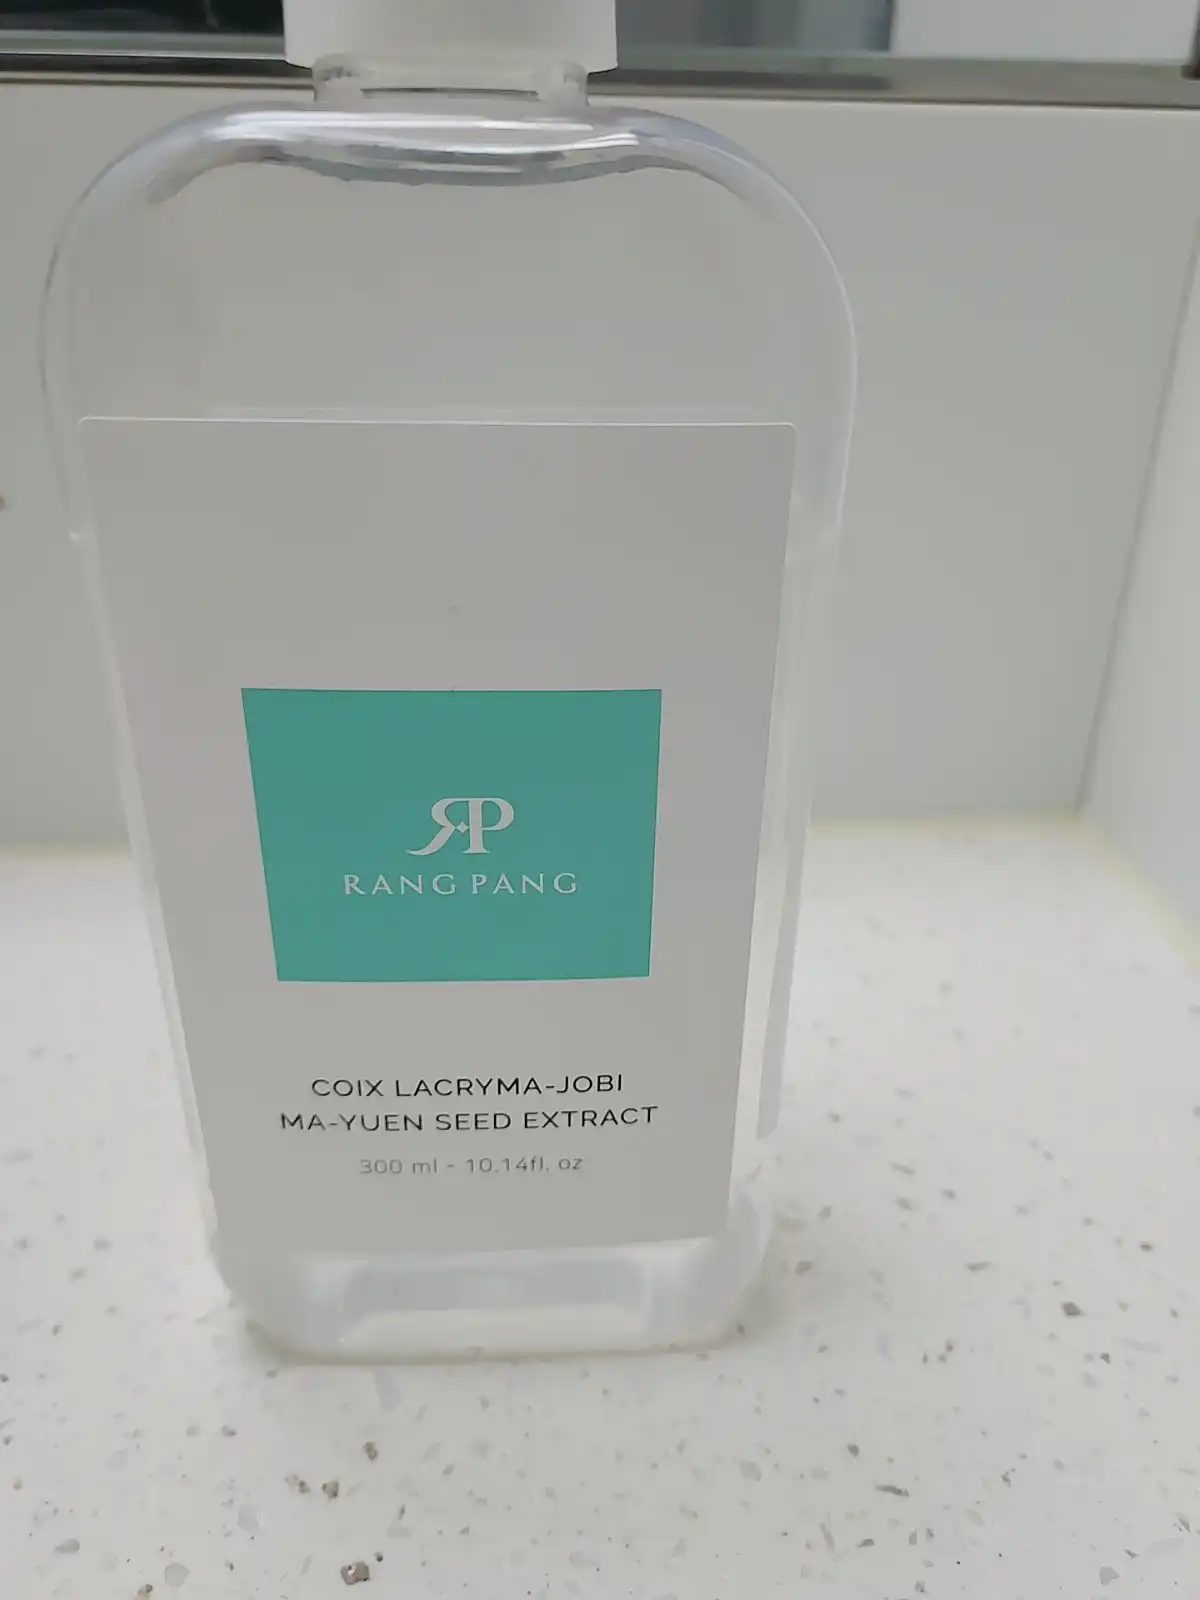 RP
RANG PANG
COIX LACRYMA-JOBI
MA-YUEN SEED EXTRACT
300 ml - 10.14fl. oz